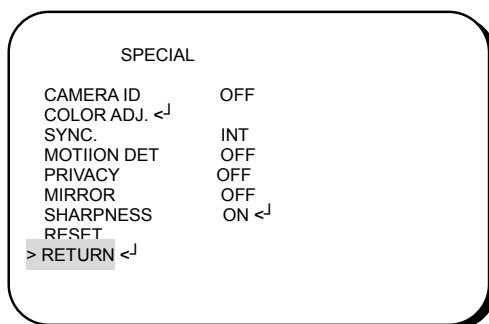 SPECIAL
CAMERA ID OFF
COLOR ADJ. <┘
SYNC. INT
MOTIION DET OFF
PRIVACY OFF
MIRROR OFF
SHARPNESS ON <┘
RESET
> RETURN <┘